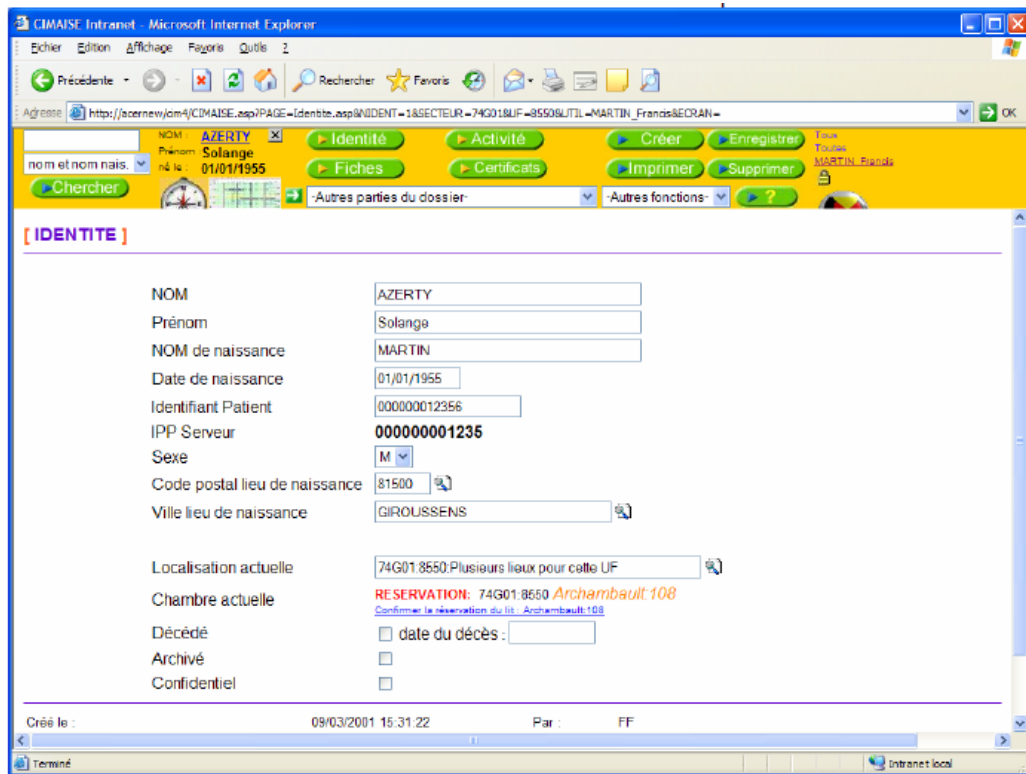 CIMAISE Intranet - Microsoft Internet Explorer
Fichier Edition Affichage Favoris Outils ?
Précédente Rechercher Favoris
Adresse http://acernew/cim4/CIMAISE.asp?PAGE=Identite.asp&NIDENT=1&SECTEUR=74G01&UF=8550&UTIL=MARTIN_Francis&ECRAN= OK
NOM : AZERTY X Identité Activité Créer Enregistrer Tous
Prénom Solange Toutes
nom et nom nais. né le : 01/01/1955 Fiches Certificats Imprimer Supprimer MARTIN_Francis
Chercher -Autres parties du dossier- -Autres fonctions- ?
[ IDENTITE ]
NOM AZERTY
Prénom Solange
NOM de naissance MARTIN
Date de naissance 01/01/1955
Identifiant Patient 000000012356
IPP Serveur 000000001235
Sexe M
Code postal lieu de naissance 81500
Ville lieu de naissance GIROUSSENS
Localisation actuelle 74G01:8550:Plusieurs lieux pour cette UF
Chambre actuelle RESERVATION: 74G01:8550 Archambault:108
Confirmer la réservation du lit : Archambault:108
Décédé date du décès :
Archivé
Confidentiel
Créé le : 09/03/2001 15:31:22 Par : FF
Terminé Intranet local